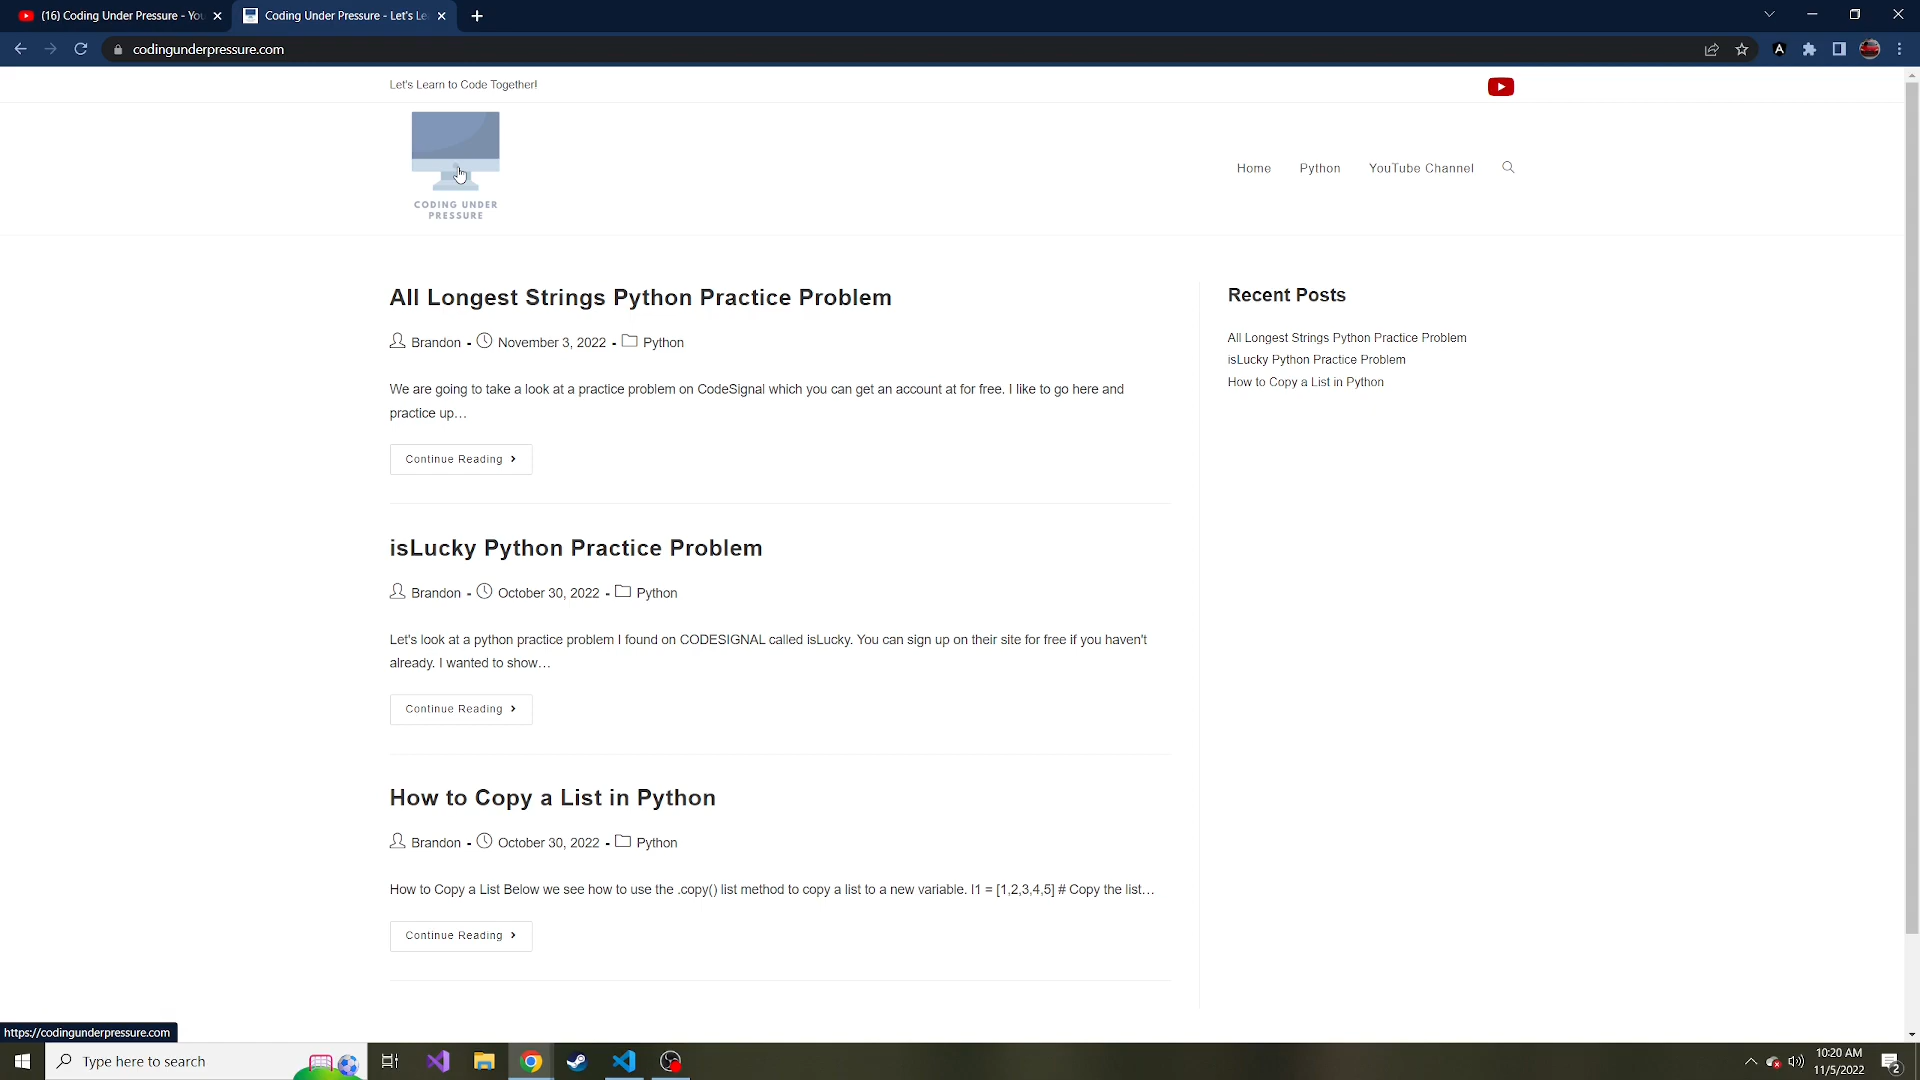 (16) Coding Under Pressure - You
Coding Under Pressure - Let's Le
codingunderpressure.com
Let's Learn to Code Together!
CODING UNDER
PRESSURE
Home
Python
YouTube Channel
All Longest Strings Python Practice Problem
Brandon - November 3, 2022 - Python
We are going to take a look at a practice problem on CodeSignal which you can get an account at for free. I like to go here and
practice up…
Continue Reading
isLucky Python Practice Problem
Brandon - October 30, 2022 - Python
Let's look at a python practice problem I found on CODESIGNAL called isLucky. You can sign up on their site for free if you haven't
already. I wanted to show…
Continue Reading
How to Copy a List in Python
Brandon - October 30, 2022 - Python
How to Copy a List Below we see how to use the .copy() list method to copy a list to a new variable. l1 = [1,2,3,4,5] # Copy the list…
Continue Reading
Recent Posts
All Longest Strings Python Practice Problem
isLucky Python Practice Problem
How to Copy a List in Python
https://codingunderpressure.com
Type here to search
10:20 AM
11/5/2022
2